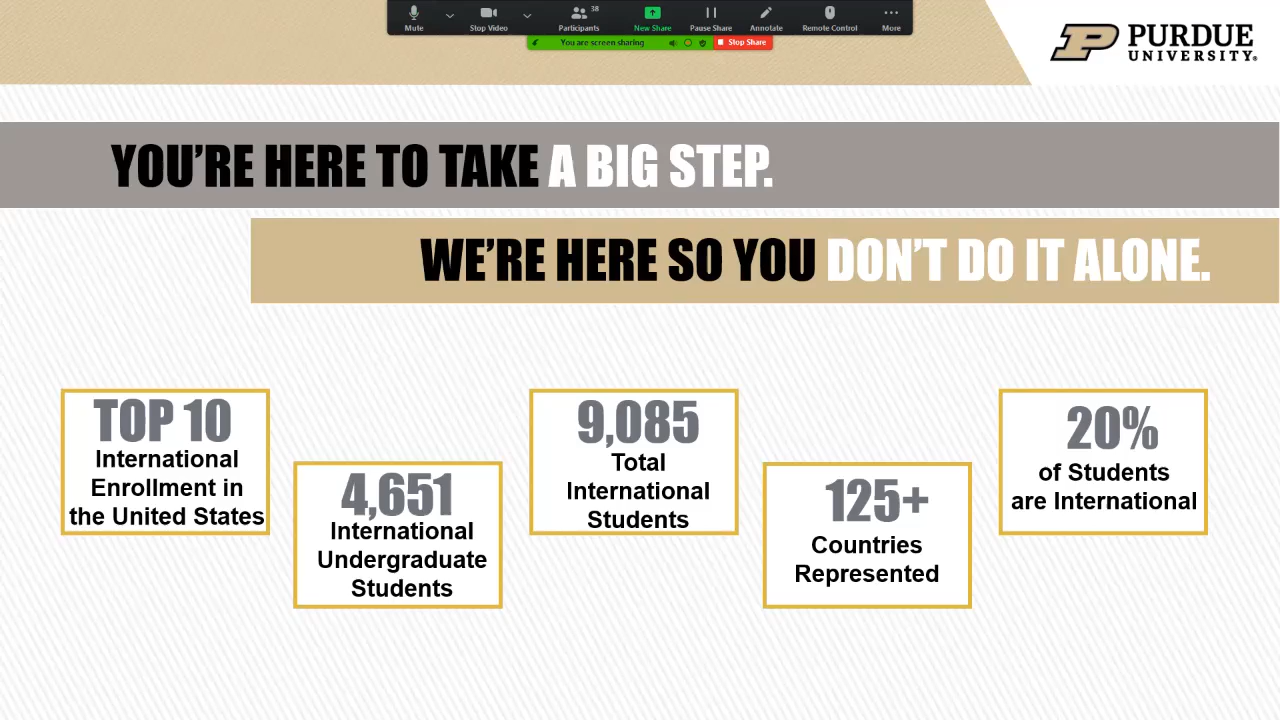 38
Mute
Stop Video
Participants
New Share
Pause Share
Annotate
Remote Control
More
You are screen sharing
Stop Share
PURDUE
UNIVERSITY®
YOU'RE HERE TO TAKE A BIG STEP.
WE'RE HERE SO YOU DON'T DO IT ALONE.
TOP 10
International
Enrollment in
the United States
4,651
International
Undergraduate
Students
9,085
Total
International
Students
125+
Countries
Represented
20%
of Students
are International